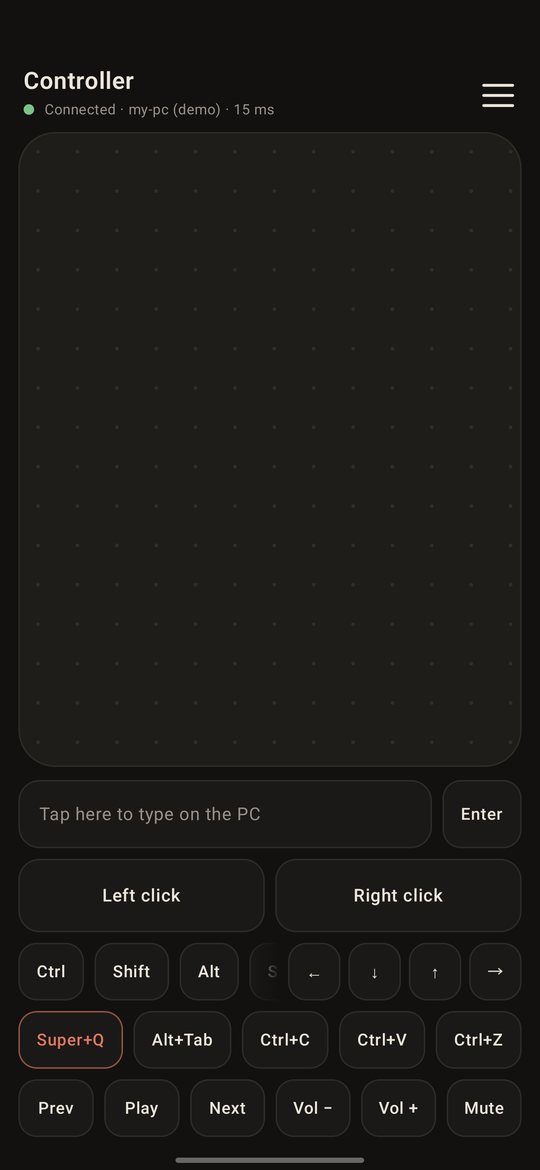 Controller
Connected · my-pc (demo) · 15 ms
Tap here to type on the PC
Enter
Left click Right click
Ctrl Shift Alt ← ↓ ↑ →
Super+Q Alt+Tab Ctrl+C Ctrl+V Ctrl+Z
Prev Play Next Vol − Vol + Mute